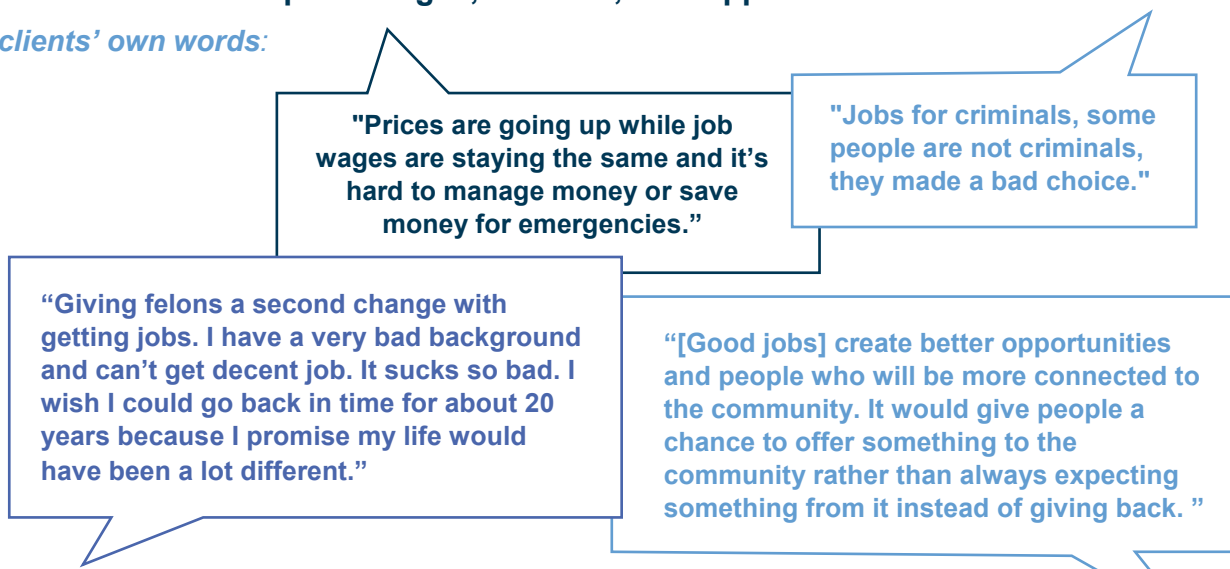 clients’ own words:
"Prices are going up while job
wages are staying the same and it’s
hard to manage money or save
money for emergencies.”
"Jobs for criminals, some
people are not criminals,
they made a bad choice."
“Giving felons a second change with
getting jobs. I have a very bad background
and can’t get decent job. It sucks so bad. I
wish I could go back in time for about 20
years because I promise my life would
have been a lot different.”
“[Good jobs] create better opportunities
and people who will be more connected to
the community. It would give people a
chance to offer something to the
community rather than always expecting
something from it instead of giving back. ”